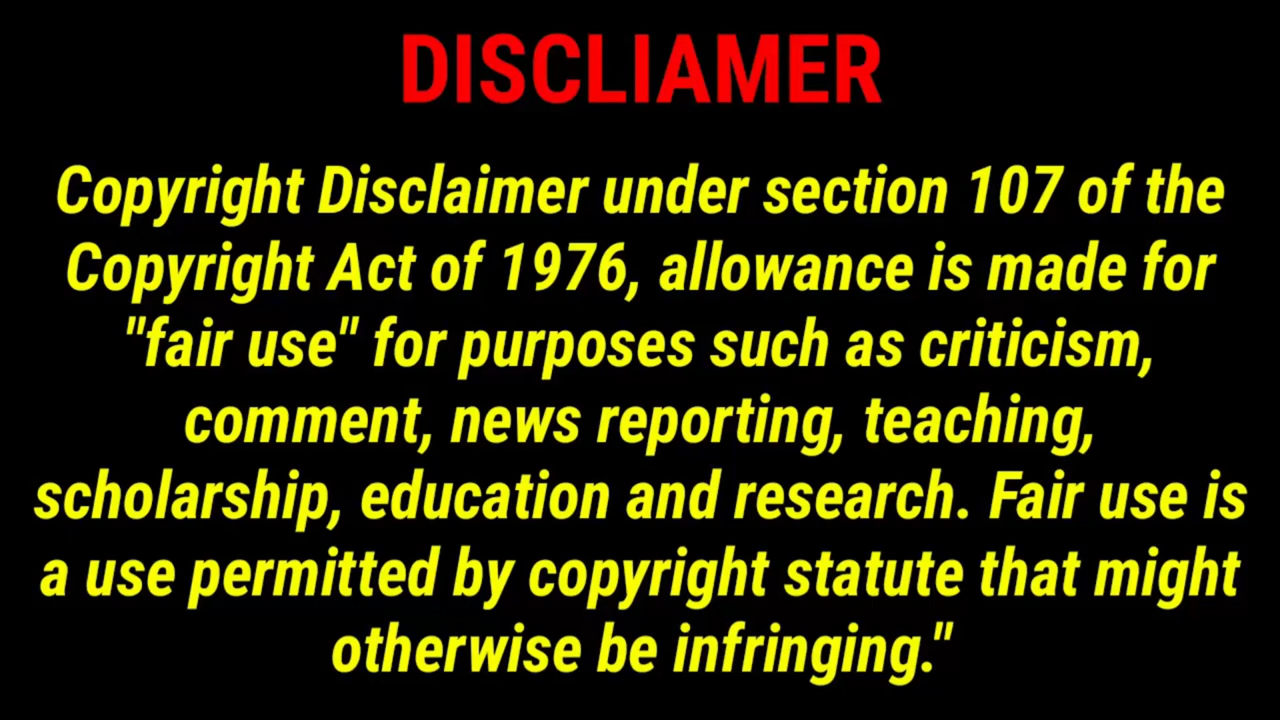 DISCLIAMER
Copyright Disclaimer under section 107 of the
Copyright Act of 1976, allowance is made for
"fair use" for purposes such as criticism,
comment, news reporting, teaching,
scholarship, education and research. Fair use is
a use permitted by copyright statute that might
otherwise be infringing."